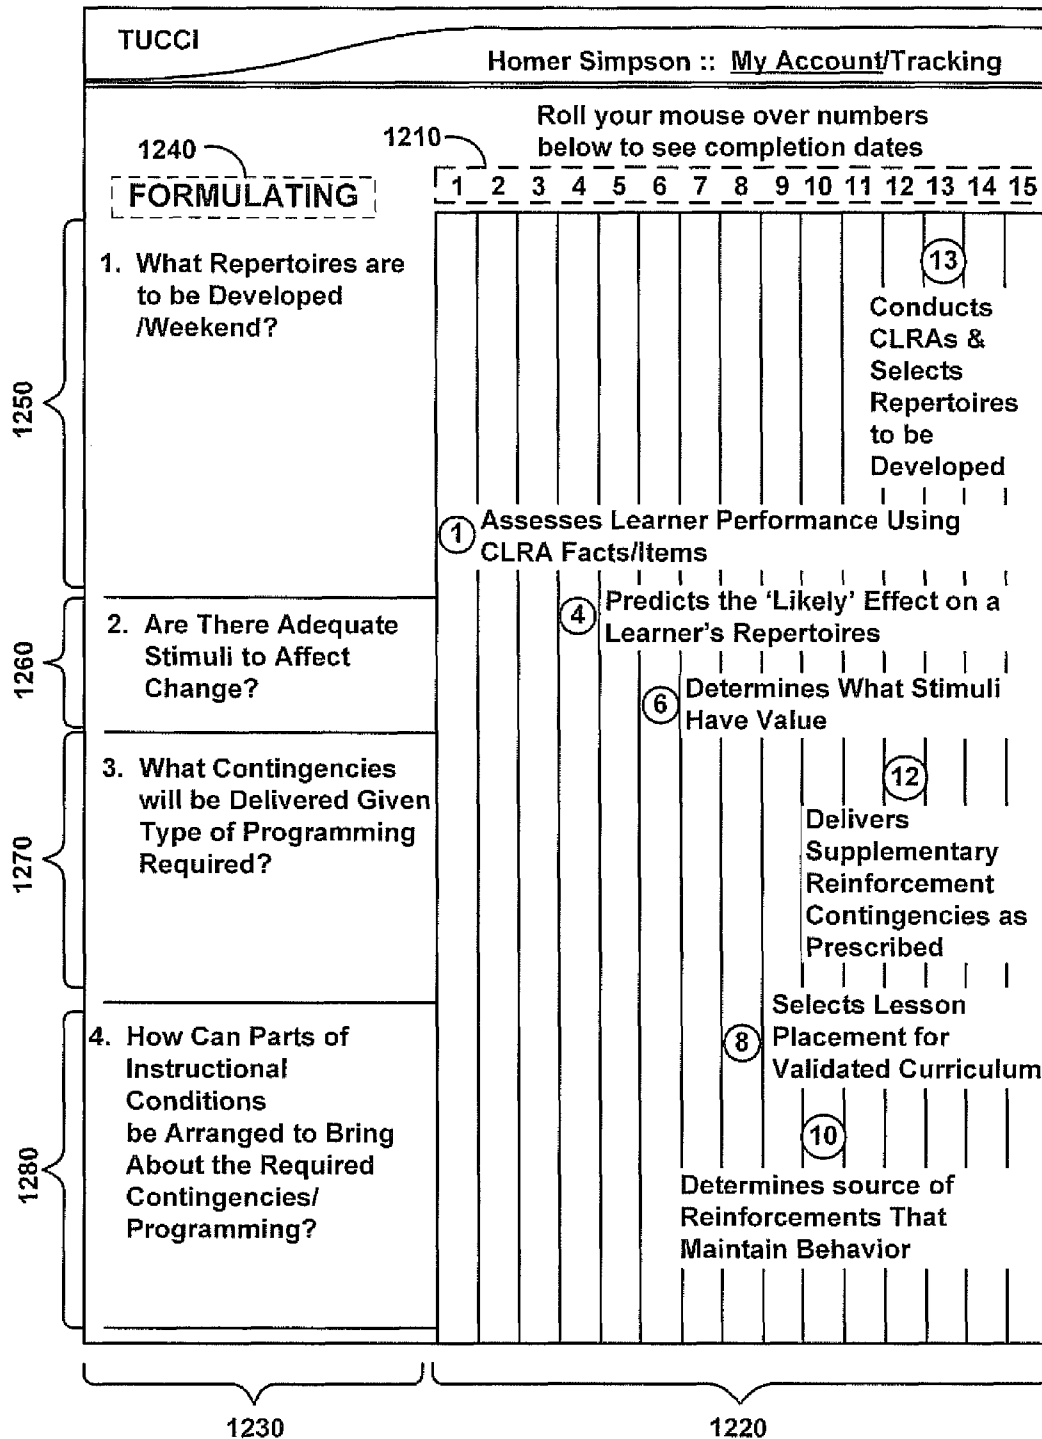 TUCCI
Homer Simpson :: My Account/Tracking
Roll your mouse over numbers
below to see completion dates
1240
1210
FORMULATING
1 2 3 4 5 6 7 8 9 10 11 12 13 14 15
1250
1. What Repertoires are
to be Developed
/Weekend?
13
Conducts
CLRAs &
Selects
Repertoires
to be
Developed
1 Assesses Learner Performance Using
CLRA Facts/Items
1260
2. Are There Adequate
Stimuli to Affect
Change?
4 Predicts the ‘Likely’ Effect on a
Learner's Repertoires
6 Determines What Stimuli
Have Value
1270
3. What Contingencies
will be Delivered Given
Type of Programming
Required?
12
Delivers
Supplementary
Reinforcement
Contingencies as
Prescribed
1280
4. How Can Parts of
Instructional
Conditions
be Arranged to Bring
About the Required
Contingencies/
Programming?
8 Selects Lesson
Placement for
Validated Curriculum
10
Determines source of
Reinforcements That
Maintain Behavior
1230
1220